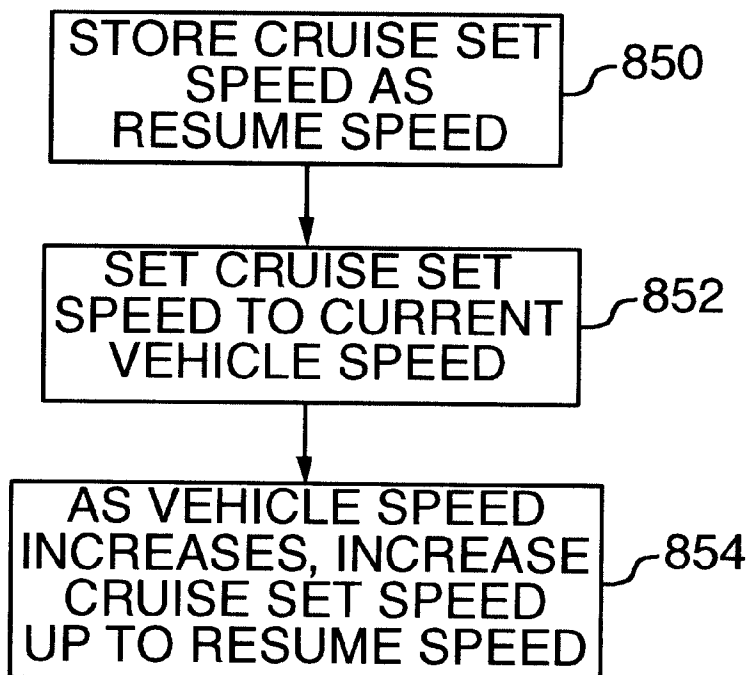 STORE CRUISE SET
SPEED AS
RESUME SPEED
850
SET CRUISE SET
SPEED TO CURRENT
VEHICLE SPEED
852
AS VEHICLE SPEED
INCREASES, INCREASE
CRUISE SET SPEED
UP TO RESUME SPEED
854